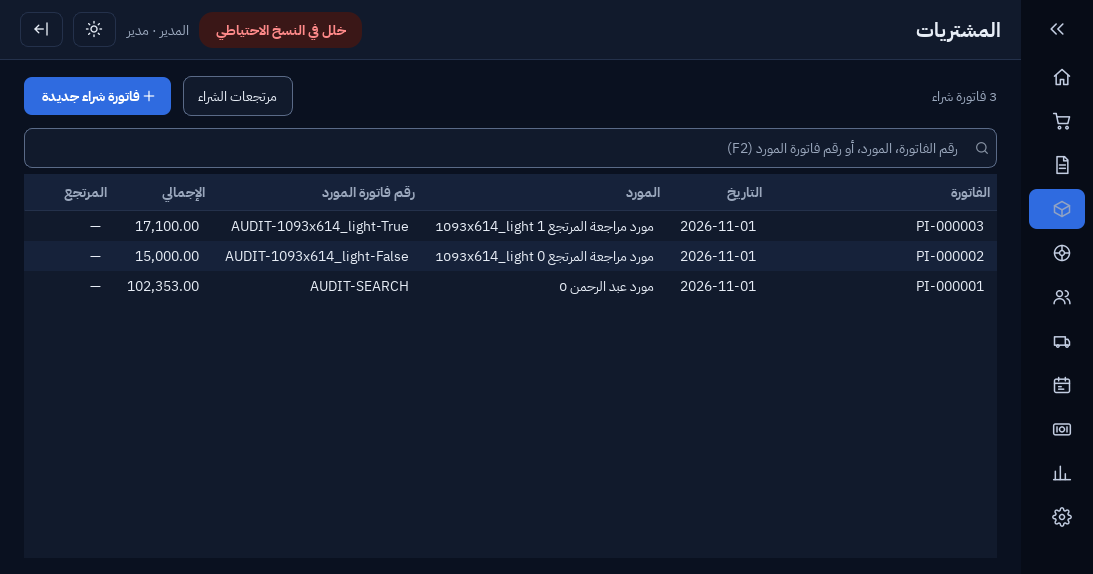 المشتريات
خلل في النسخ الاحتياطي
المدير · مدير
3 فاتورة شراء
مرتجعات الشراء
+ فاتورة شراء جديدة
رقم الفاتورة، المورد، أو رقم فاتورة المورد (F2)
الفاتورة التاريخ المورد رقم فاتورة المورد الإجمالي المرتجع
PI-000003 2026-11-01 مورد مراجعة المرتجع 1 1093x614_light AUDIT-1093x614_light-True 17,100.00 —
PI-000002 2026-11-01 مورد مراجعة المرتجع 0 1093x614_light AUDIT-1093x614_light-False 15,000.00 —
PI-000001 2026-11-01 مورد عبد الرحمن 0 AUDIT-SEARCH 102,353.00 —